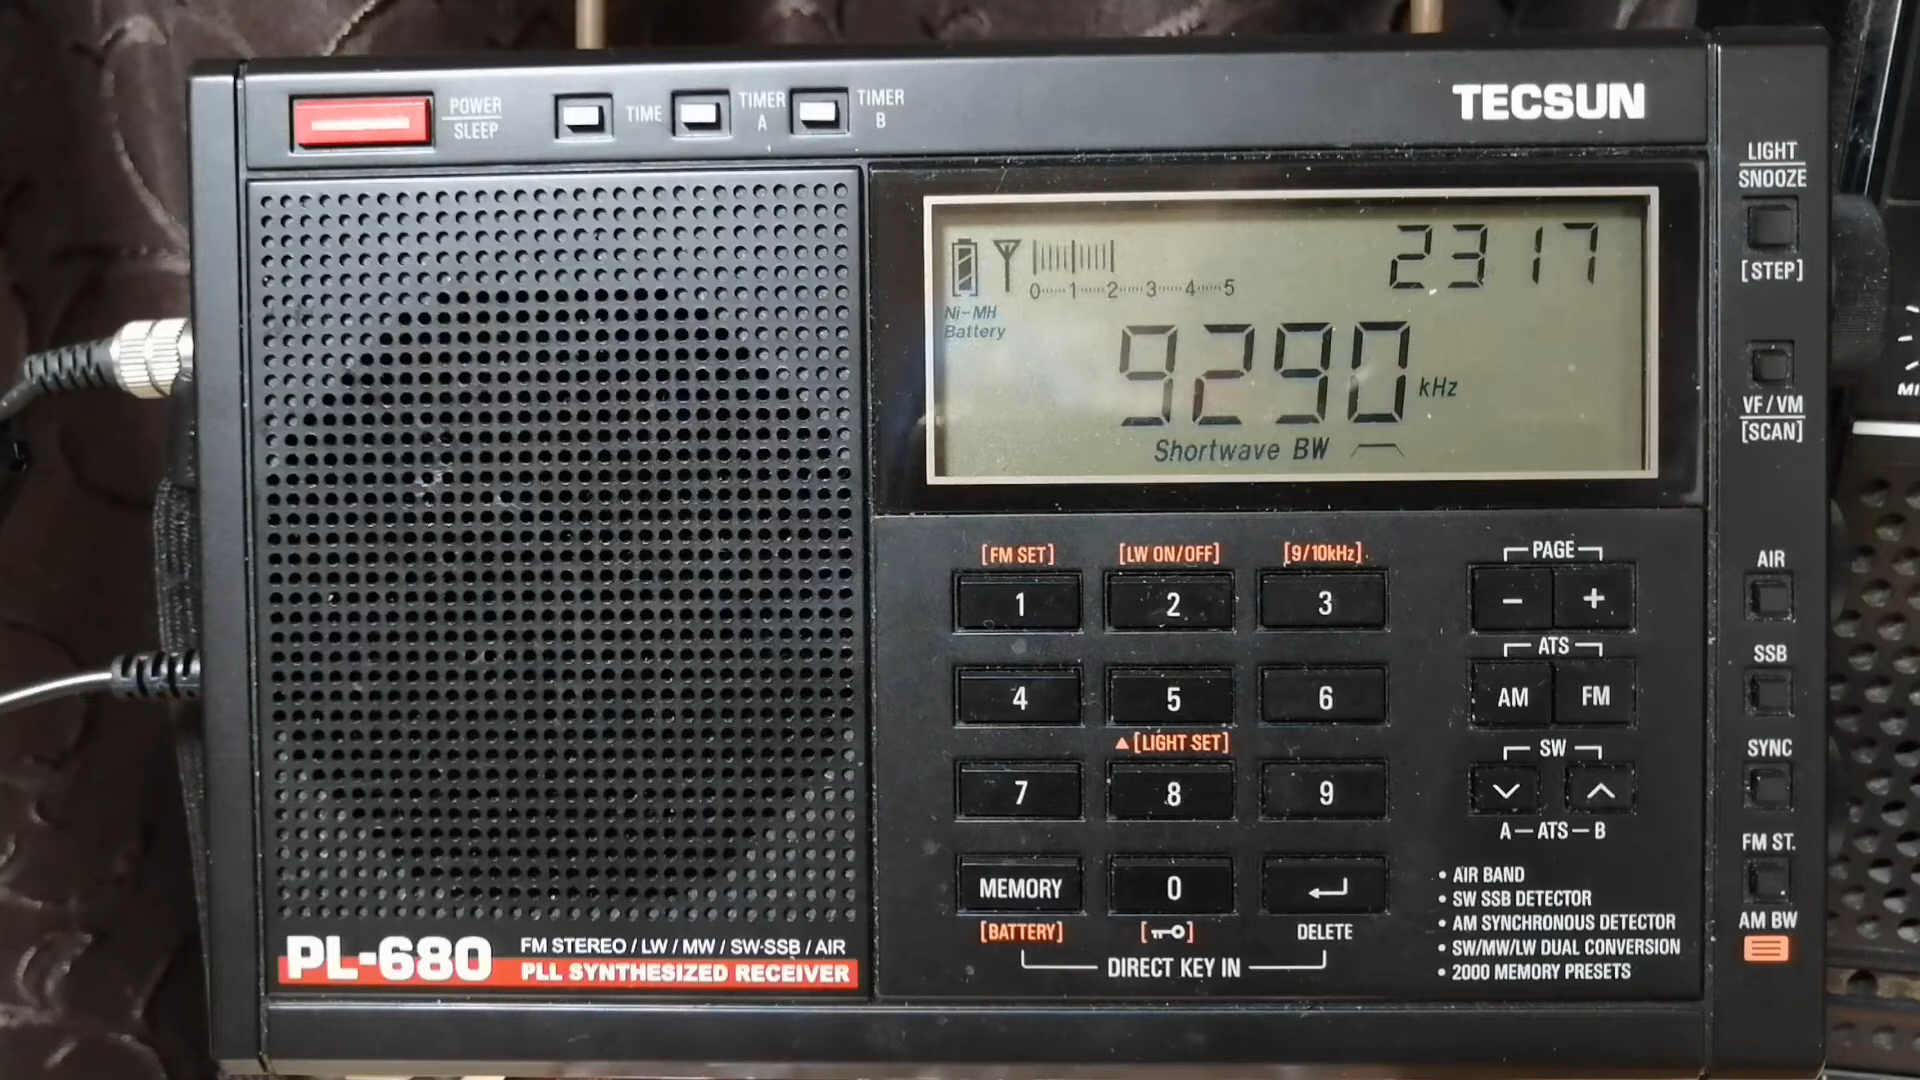 POWER
SLEEP
TIME
TIMER
A
TIMER
B
TECSUN
LIGHT
SNOOZE
[STEP]
2317
0·····1·····2·····3·····4·····5
Ni-MH
Battery
9290 kHz
Shortwave BW
VF/VM
[SCAN]
[FM SET] [LW ON/OFF] [9/10kHz]
PAGE
1 2 3 − +
AIR
ATS
4 5 6 AM FM
SSB
▲[LIGHT SET]
SW
7 8 9
SYNC
A — ATS — B
MEMORY 0
[BATTERY] DELETE
DIRECT KEY IN
FM ST.
AM BW
• AIR BAND
• SW SSB DETECTOR
• AM SYNCHRONOUS DETECTOR
• SW/MW/LW DUAL CONVERSION
• 2000 MEMORY PRESETS
PL-680
FM STEREO / LW / MW / SW-SSB / AIR
PLL SYNTHESIZED RECEIVER